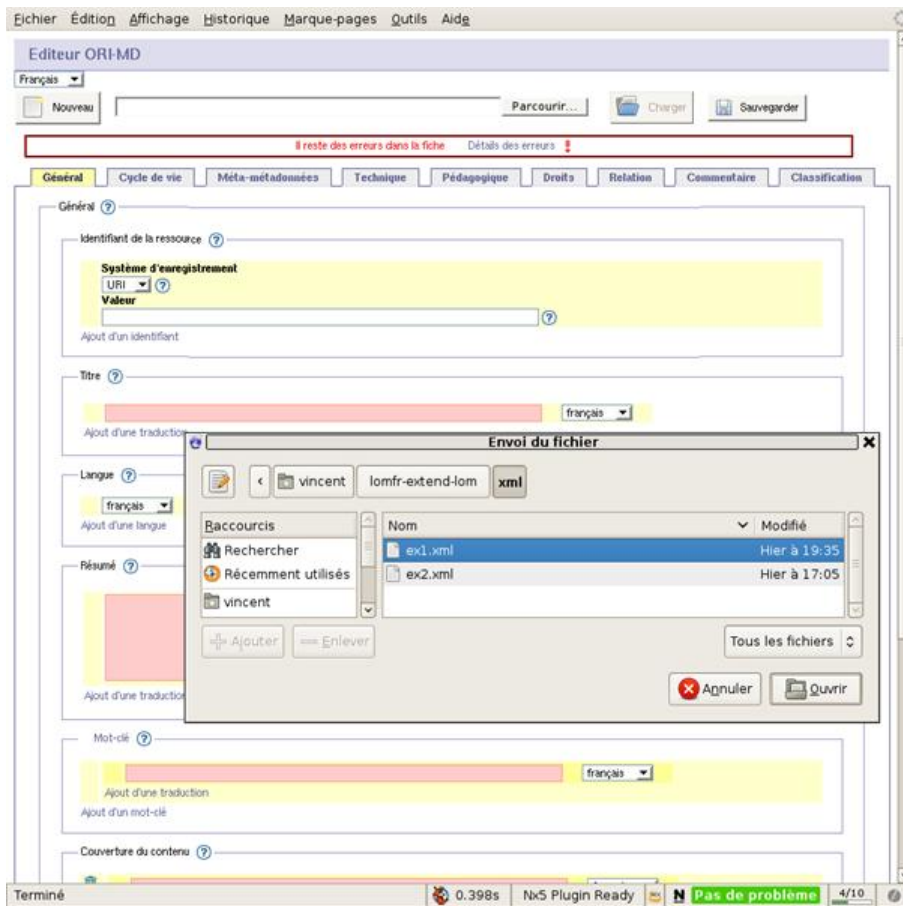 Fichier Édition Affichage Historique Marque-pages Outils Aide
Editeur ORI-MD
Français
Nouveau Parcourir... Charger Sauvegarder
Il reste des erreurs dans la fiche Détails des erreurs
Général Cycle de vie Méta-métadonnées Technique Pédagogique Droits Relation Commentaire Classification
Général ?
Identifiant de la ressource ?
Système d'enregistrement
URI ?
Valeur
?
Ajout d'un identifiant
Titre ?
français
Ajout d'une traduction
Envoi du fichier
Langue ?
français
Ajout d'une langue
Résumé ?
Ajout d'une traduction
< vincent lomfr-extend-lom xml
Raccourcis Nom Modifié
Rechercher ex1.xml Hier à 19:35
Récemment utilisés ex2.xml Hier à 17:05
vincent
Ajouter Enlever Tous les fichiers
Annuler Ouvrir
Mot-clé ?
français
Ajout d'une traduction
Ajout d'un mot-clé
Couverture du contenu ?
Terminé 0.398s Nx5 Plugin Ready N Pas de problème 4/10